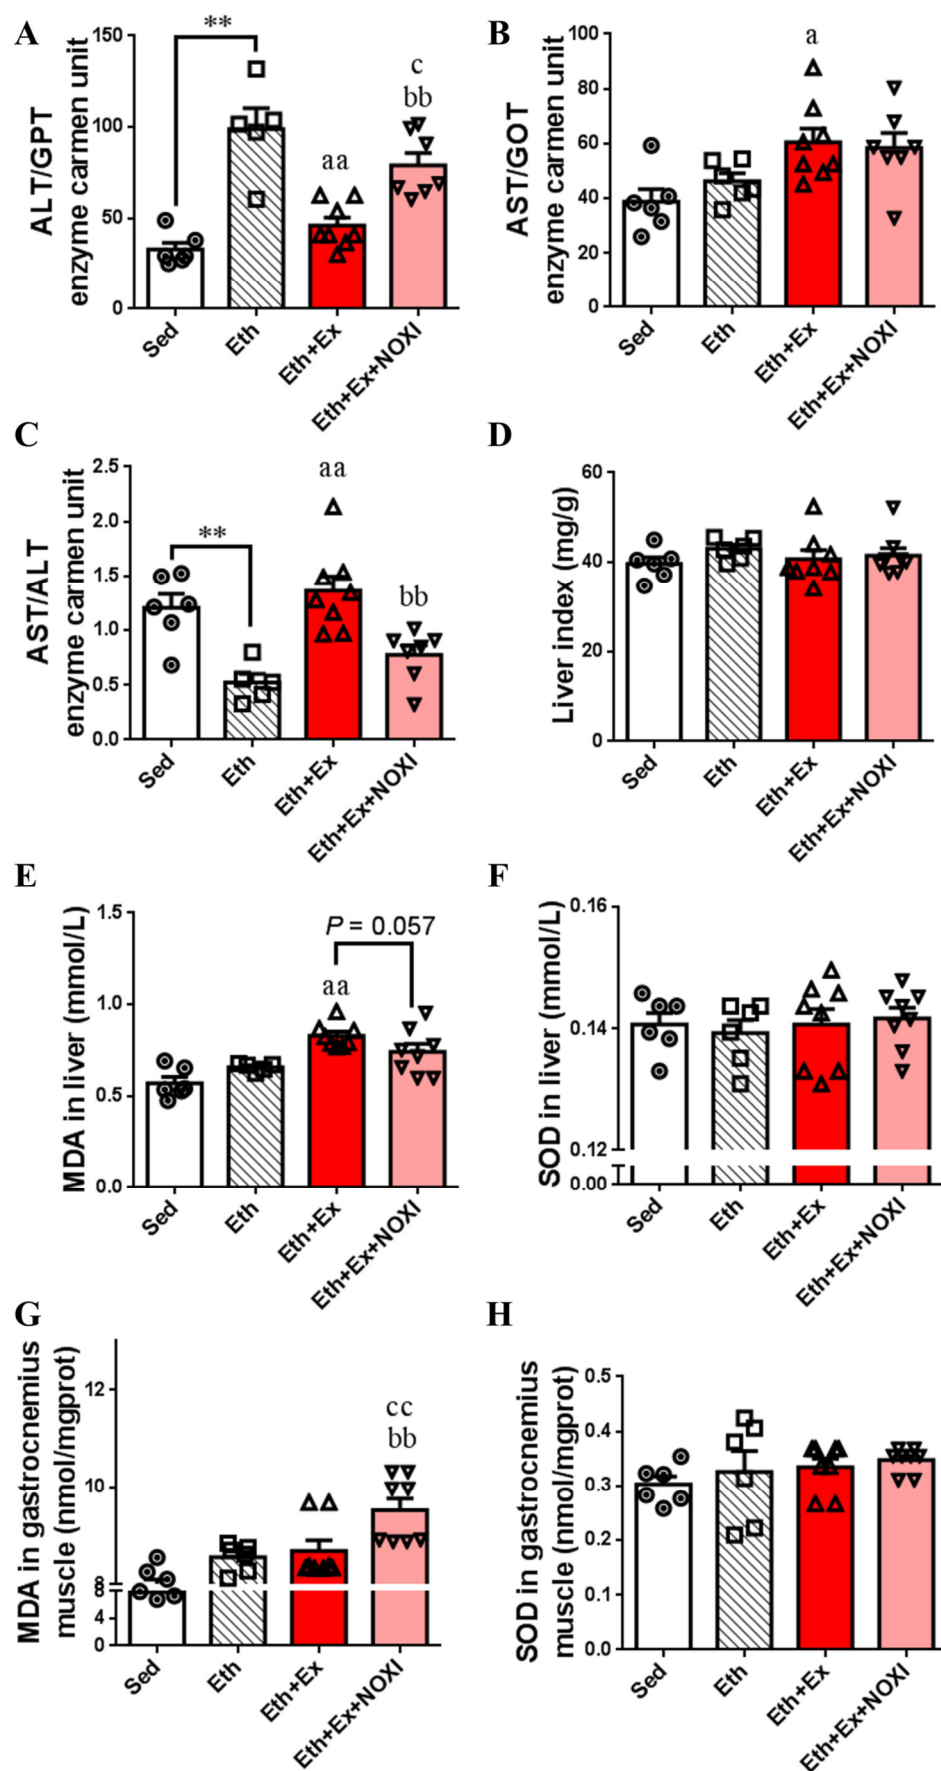 A
ALT/GPT
enzyme carmen unit
150
100
50
0
**
aa
c
bb
Sed
Eth
Eth+Ex
Eth+Ex+NOXI
B
AST/GOT
enzyme carmen unit
100
80
60
40
20
0
a
Sed
Eth
Eth+Ex
Eth+Ex+NOXI
C
AST/ALT
enzyme carmen unit
2.5
2.0
1.5
1.0
0.5
0.0
**
aa
bb
Sed
Eth
Eth+Ex
Eth+Ex+NOXI
D
Liver index (mg/g)
60
40
20
0
Sed
Eth
Eth+Ex
Eth+Ex+NOXI
E
MDA in liver (mmol/L)
1.5
1.0
0.5
0.0
P = 0.057
aa
Sed
Eth
Eth+Ex
Eth+Ex+NOXI
F
SOD in liver (mmol/L)
0.16
0.14
0.12
0.00
Sed
Eth
Eth+Ex
Eth+Ex+NOXI
G
MDA in gastrocnemius
muscle (nmol/mgprot)
12
10
8
8
4
0
cc
bb
Sed
Eth
Eth+Ex
Eth+Ex+NOXI
H
SOD in gastrocnemius
muscle (nmol/mgprot)
0.5
0.4
0.3
0.2
0.1
0.0
Sed
Eth
Eth+Ex
Eth+Ex+NOXI